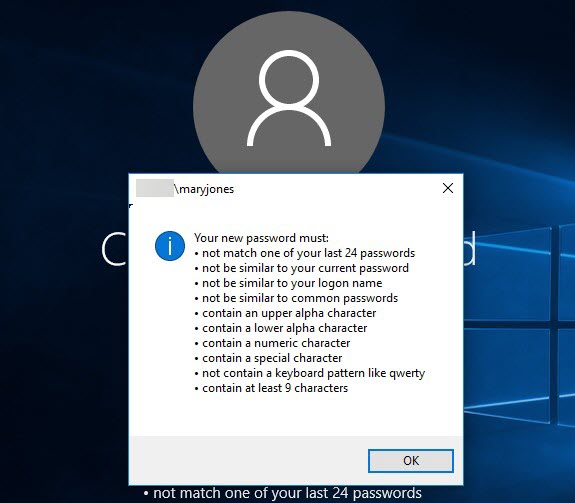 \maryjones
C d
Your new password must:
• not match one of your last 24 passwords
• not be similar to your current password
• not be similar to your logon name
• not be similar to common passwords
• contain an upper alpha character
• contain a lower alpha character
• contain a numeric character
• contain a special character
• not contain a keyboard pattern like qwerty
• contain at least 9 characters
OK
• not match one of your last 24 passwords